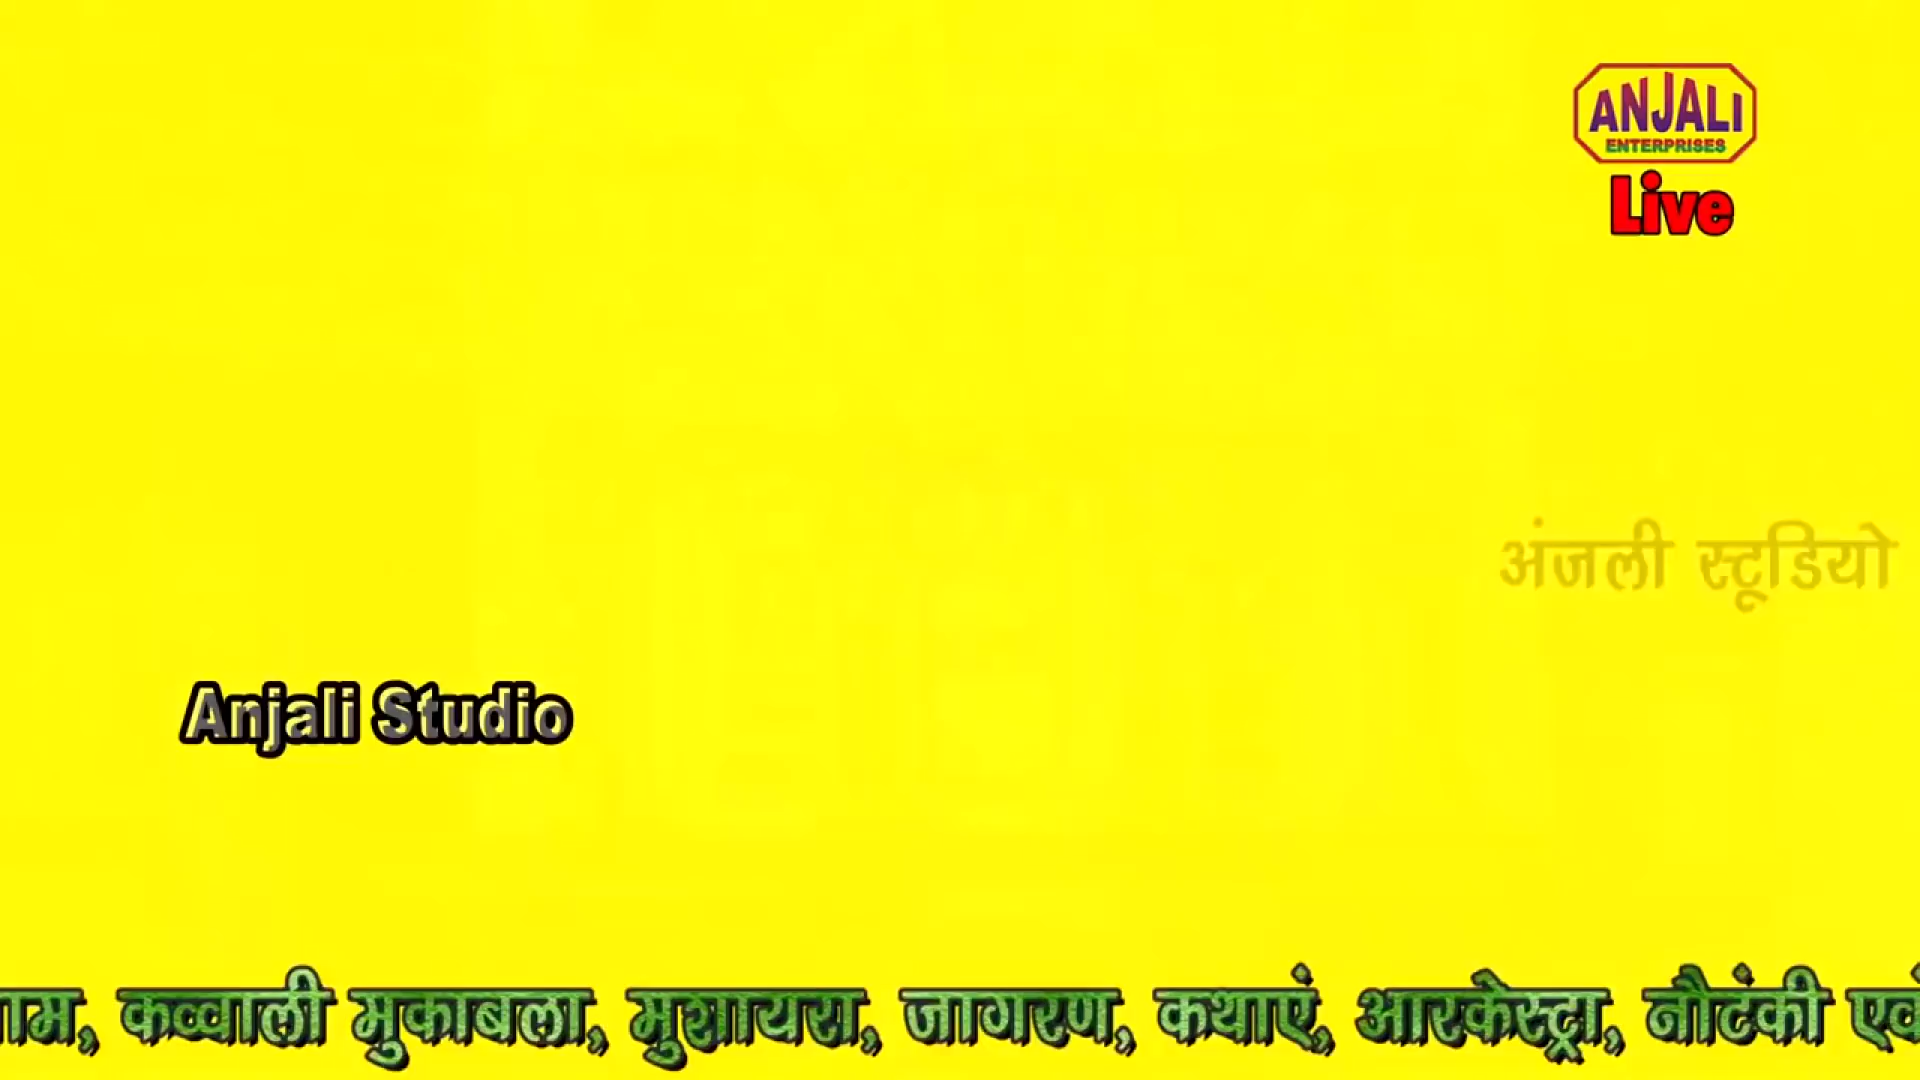 ANJALI
ENTERPRISES
Live
अंजली स्टूडियो
Anjali Studio
कव्वाली मुकाबला, मुशायरा, जागरण, कथाएं, आरकेस्ट्रा, नौटंकी